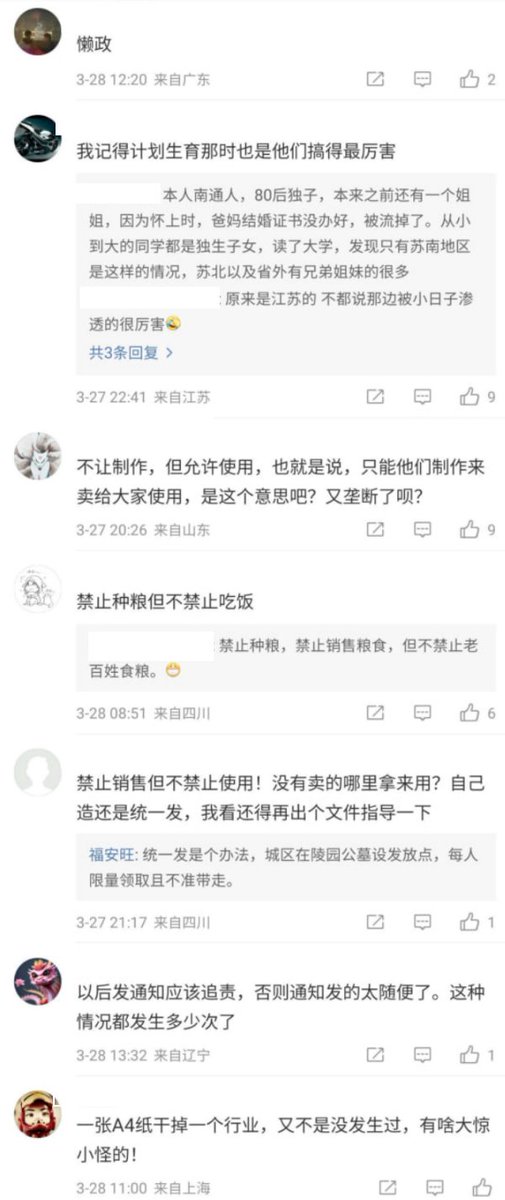 懒政
3-28 12:20 来自广东
2
我记得计划生育那时也是他们搞得最厉害
本人南通人，80后独子，本来之前还有一个姐
姐，因为怀上时，爸妈结婚证书没办好，被流掉了。从小
到大的同学都是独生子女，读了大学，发现只有苏南地区
是这样的情况，苏北以及省外有兄弟姐妹的很多
: 原来是江苏的 不都说那边被小日子渗
透的很厉害🤣
共3条回复 >
3-27 22:41 来自江苏
9
不让制作，但允许使用，也就是说，只能他们制作来
卖给大家使用，是这个意思吧？又垄断了呗？
3-27 20:26 来自山东
9
禁止种粮但不禁止吃饭
禁止种粮，禁止销售粮食，但不禁止老
百姓食粮。😷
3-28 08:51 来自四川
6
禁止销售但不禁止使用！没有卖的哪里拿来用？自己
造还是统一发，我看还得再出个文件指导一下
福安旺: 统一发是个办法，城区在陵园公墓设发放点，每人
限量领取且不准带走。
3-27 21:17 来自四川
1
以后发通知应该追责，否则通知发的太随便了。这种
情况都发生多少次了
3-28 13:32 来自辽宁
1
一张A4纸干掉一个行业，又不是没发生过，有啥大惊
小怪的！
3-28 11:00 来自上海